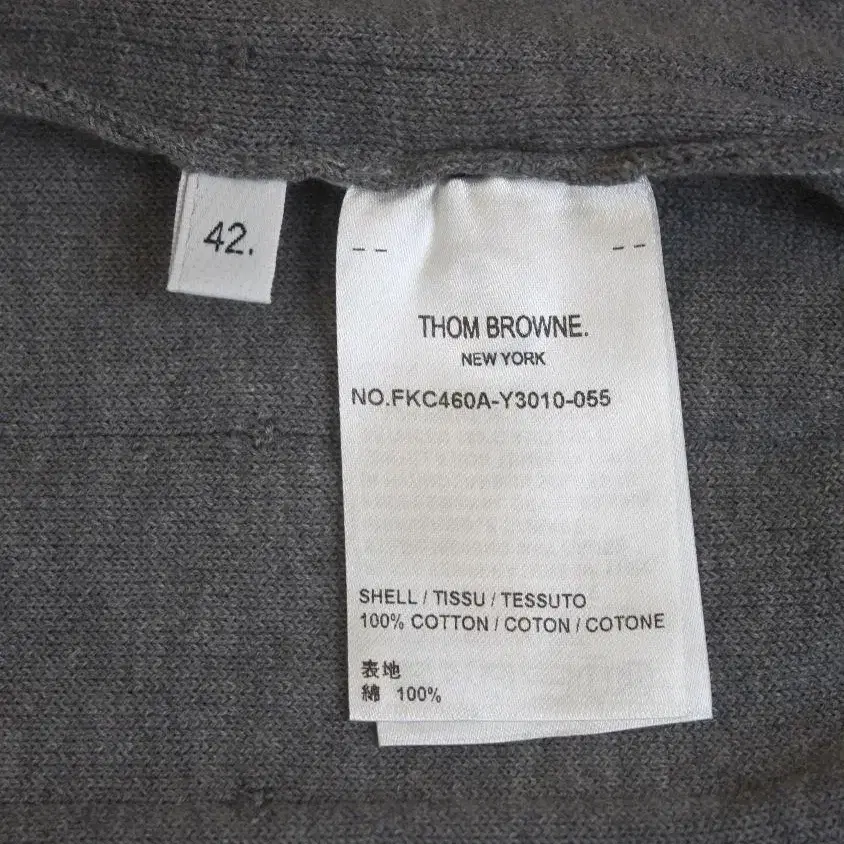 42.
-- --
THOM BROWNE.
NEW YORK
NO.FKC460A-Y3010-055
SHELL / TISSU / TESSUTO
100% COTTON / COTON / COTONE
表地
綿 100%